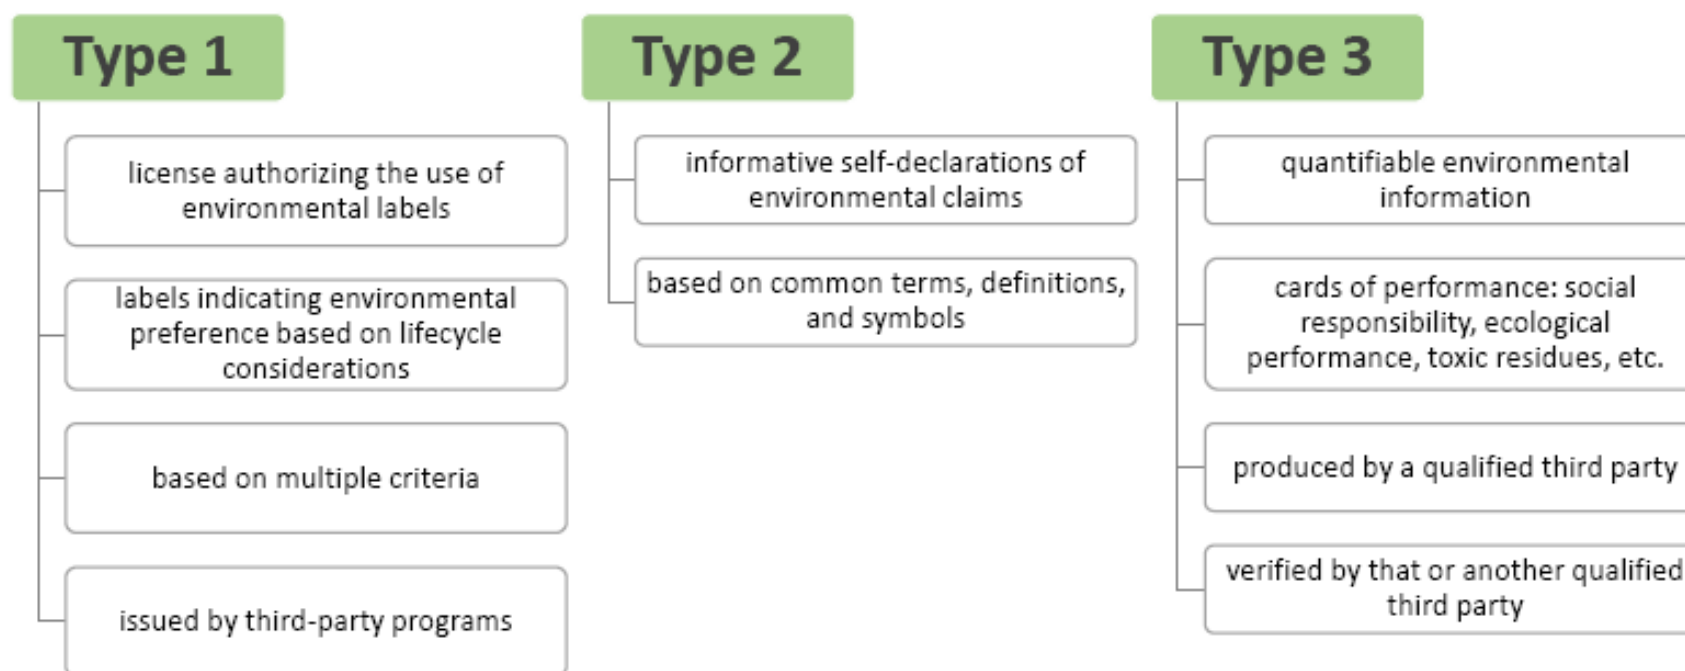 Type 1
license authorizing the use of
environmental labels
labels indicating environmental
preference based on lifecycle
considerations
based on multiple criteria
issued by third-party programs
Type 2
informative self-declarations of
environmental claims
based on common terms, definitions,
and symbols
Type 3
quantifiable environmental
information
cards of performance: social
responsibility, ecological
performance, toxic residues, etc.
produced by a qualified third party
verified by that or another qualified
third party